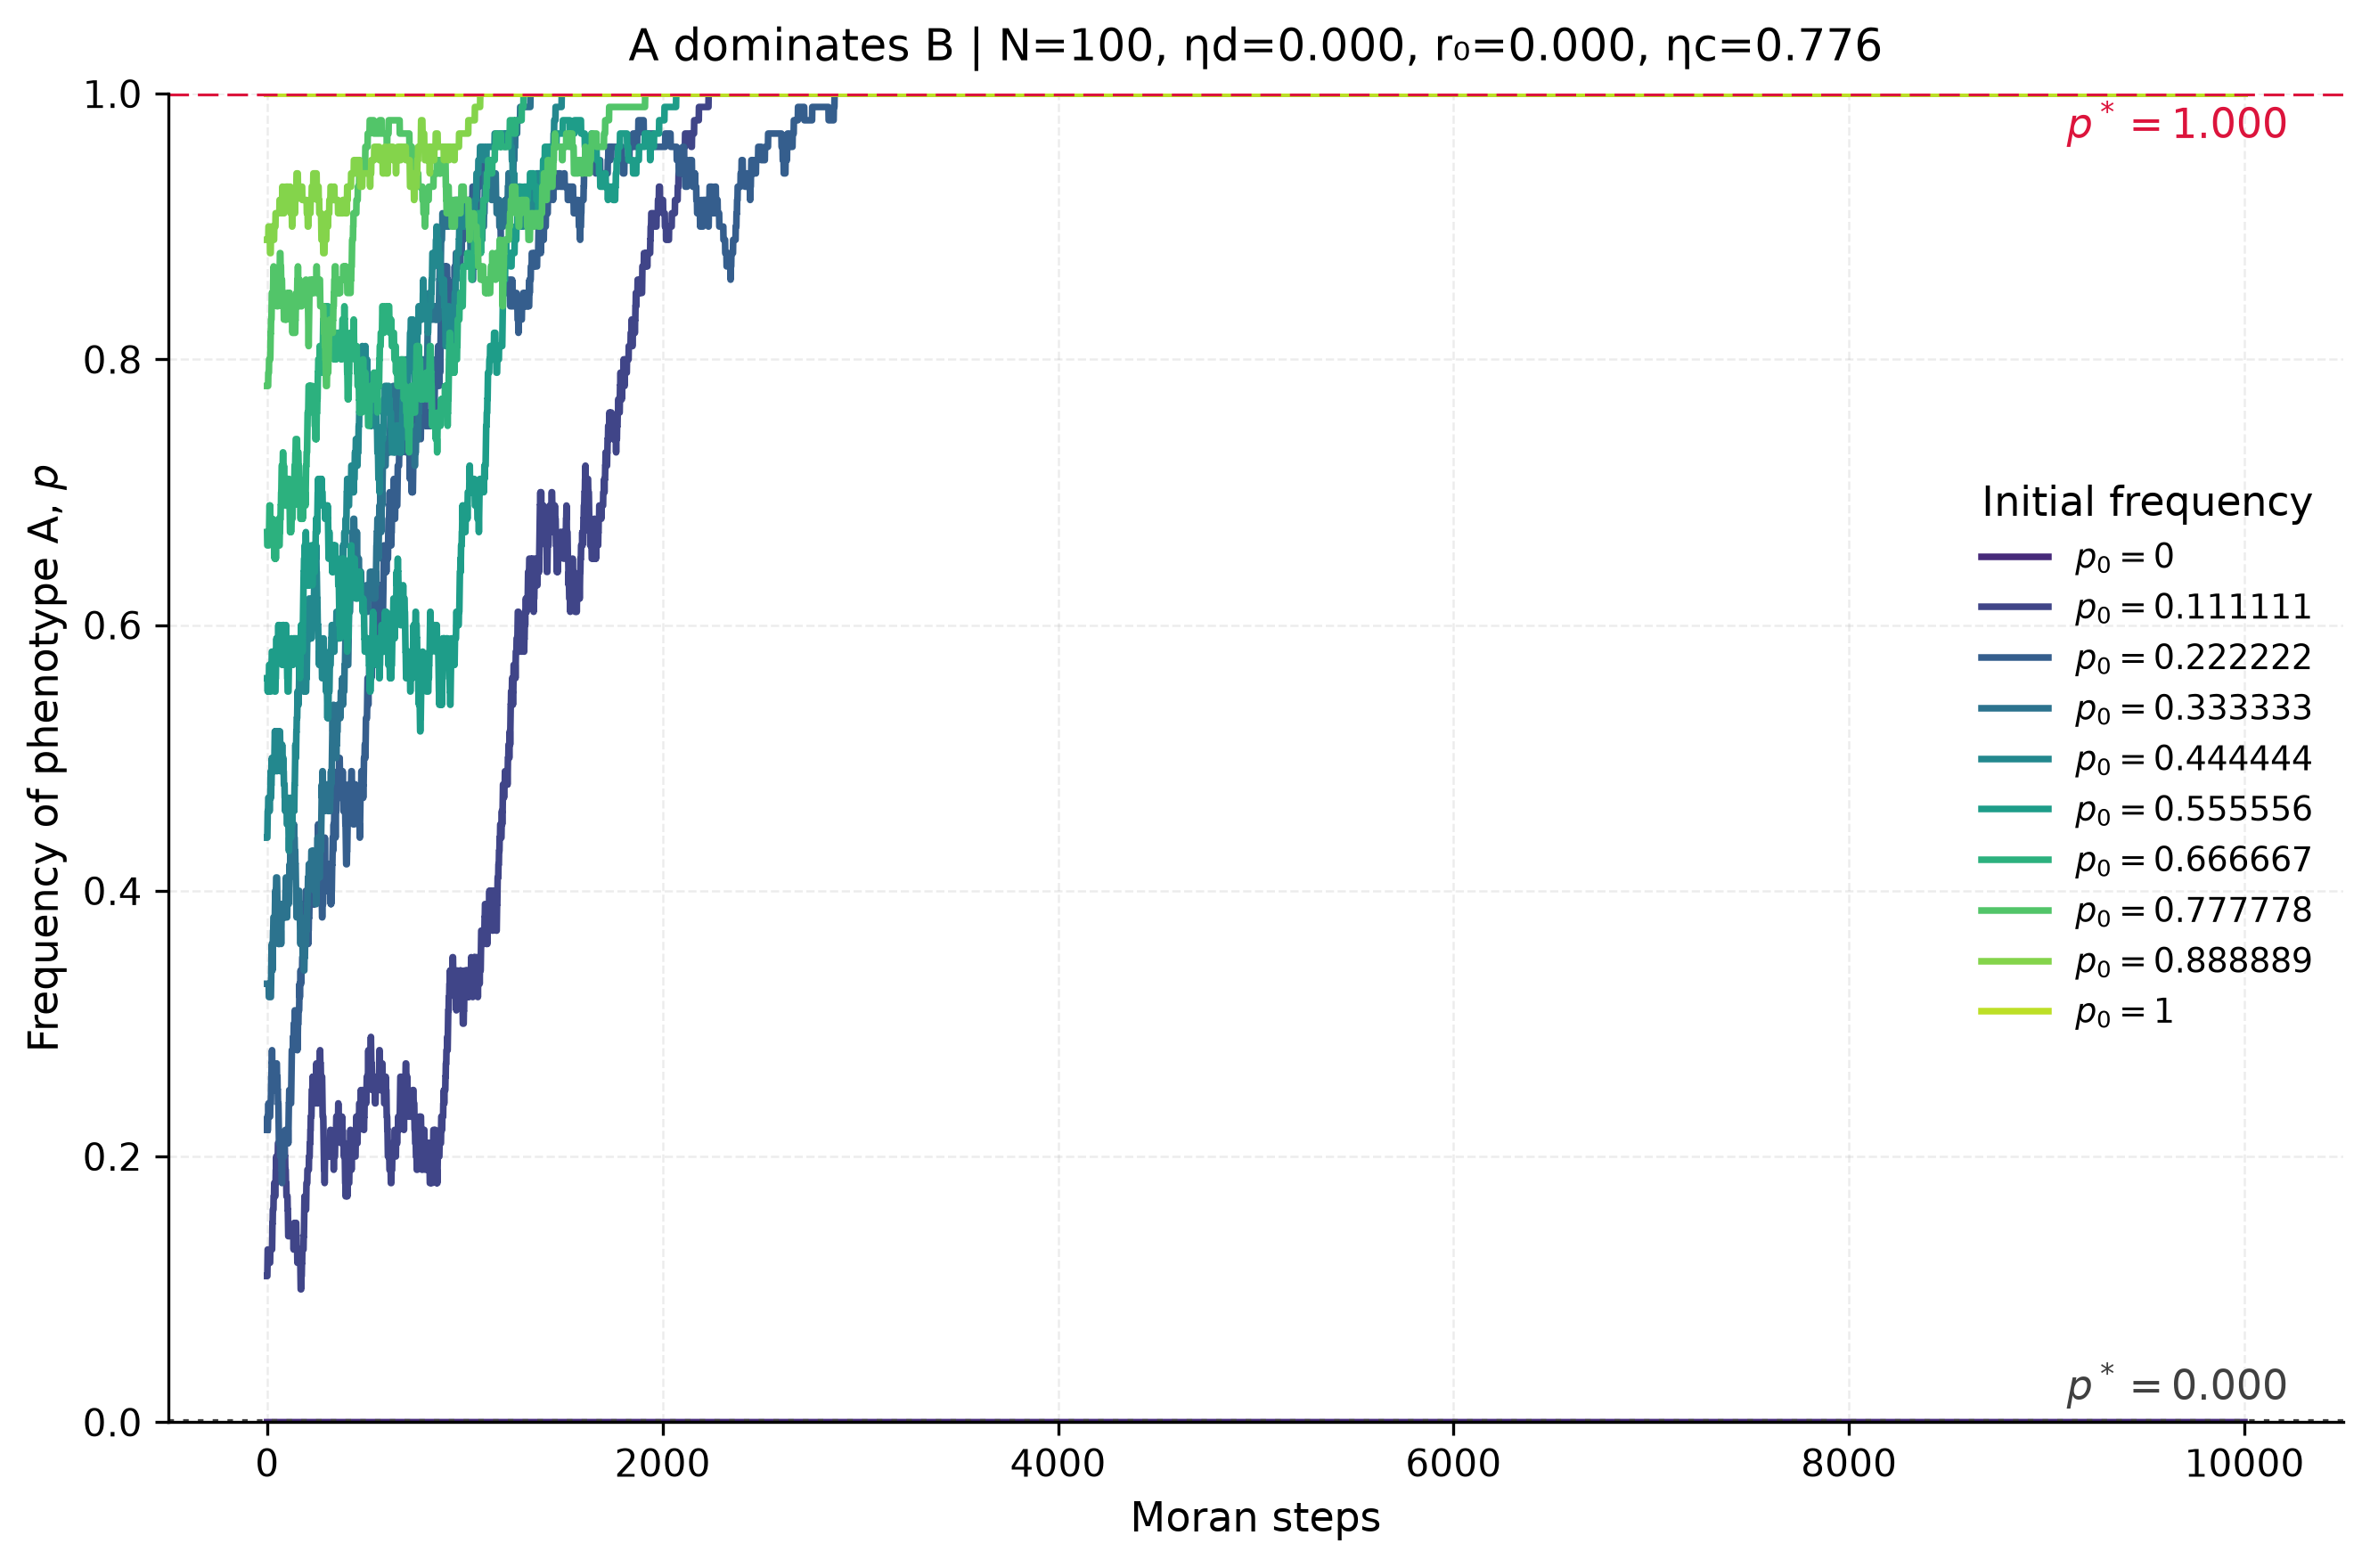 A dominates B | N=100, ηd=0.000, r₀=0.000, ηc=0.776
1.0
0.8
0.6
0.4
0.2
0.0
Frequency of phenotype A, p
p* = 1.000
Initial frequency
p₀ = 0
p₀ = 0.111111
p₀ = 0.222222
p₀ = 0.333333
p₀ = 0.444444
p₀ = 0.555556
p₀ = 0.666667
p₀ = 0.777778
p₀ = 0.888889
p₀ = 1
p* = 0.000
0 2000 4000 6000 8000 10000
Moran steps